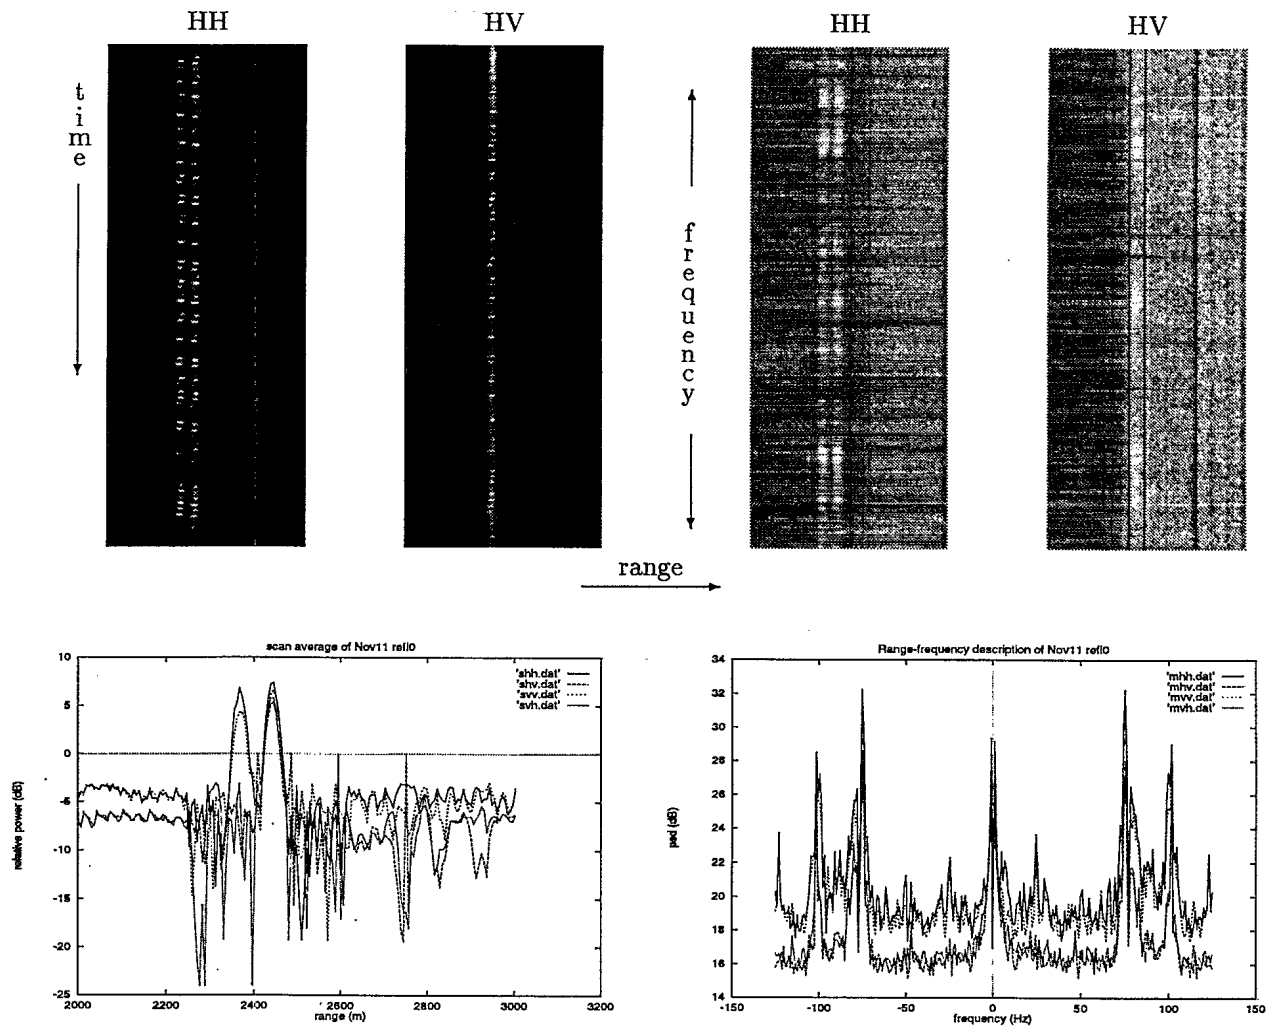 HH
HV
HH
HV
time
frequency
range
scan average of Nov11 refl0
10
5
0
-5
-10
-15
-20
-25
relative power (dB)
'shh.dat'
'shv.dat'
'svv.dat'
'svh.dat'
2000
2200
2400
2600
2800
3000
3200
range (m)
Range-frequency description of Nov11 refl0
34
32
30
28
26
24
22
20
18
16
14
psd (dB)
'mhh.dat'
'mhv.dat'
'mvv.dat'
'mvh.dat'
-150
-100
-50
0
50
100
150
frequency (Hz)